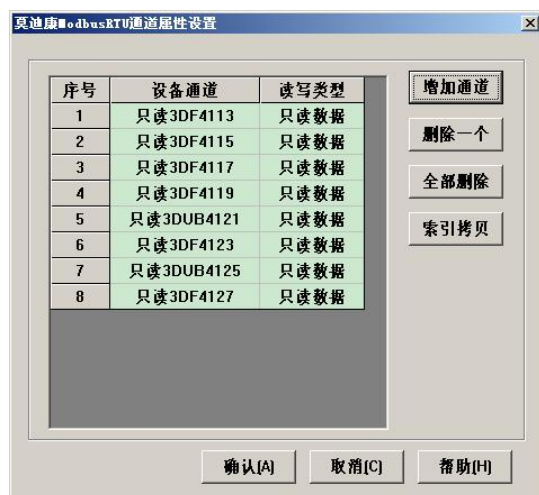 莫迪康ModbusRTU通道属性设置
序号 设备通道 读写类型
1 只读3DF4113 只读数据
2 只读3DF4115 只读数据
3 只读3DF4117 只读数据
4 只读3DF4119 只读数据
5 只读3DUB4121 只读数据
6 只读3DF4123 只读数据
7 只读3DUB4125 只读数据
8 只读3DF4127 只读数据
增加通道
删除一个
全部删除
索引拷贝
确认(A) 取消(C) 帮助(H)